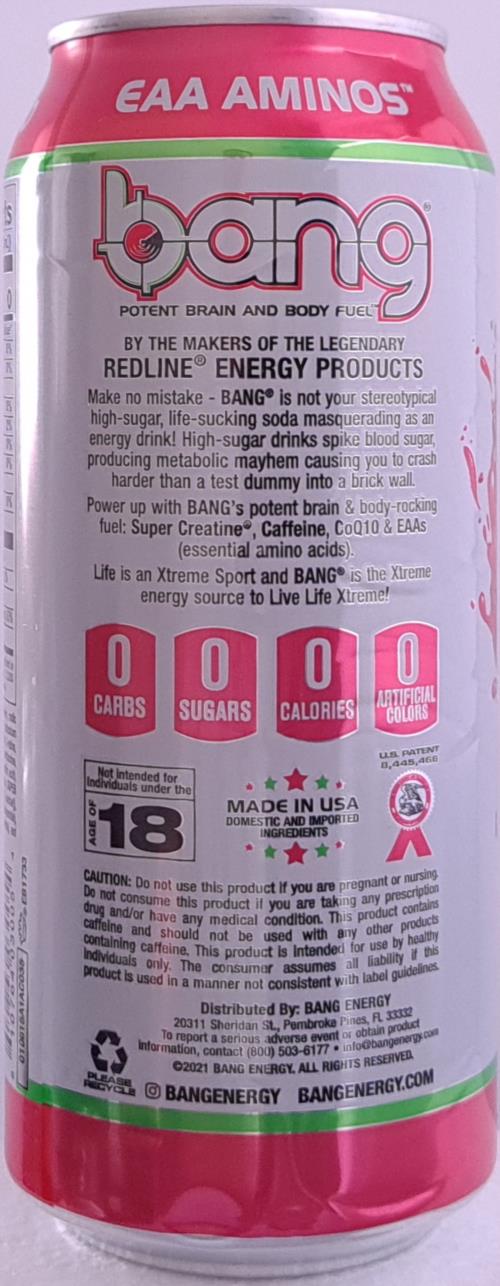 EAA AMINOS™
bang®
POTENT BRAIN AND BODY FUEL™
BY THE MAKERS OF THE LEGENDARY
REDLINE® ENERGY PRODUCTS
Make no mistake - BANG® is not your stereotypical
high-sugar, life-sucking soda masquerading as an
energy drink! High-sugar drinks spike blood sugar,
producing metabolic mayhem causing you to crash
harder than a test dummy into a brick wall.
Power up with BANG's potent brain & body-rocking
fuel: Super Creatine®, Caffeine, CoQ10 & EAAs
(essential amino acids).
Life is an Xtreme Sport and BANG® is the Xtreme
energy source to Live Life Xtreme!
0 CARBS
0 SUGARS
0 CALORIES
0 ARTIFICIAL COLORS
U.S. PATENT
8,445,466
Not intended for
individuals under the
AGE OF 18
MADE IN USA
DOMESTIC AND IMPORTED
INGREDIENTS
CAUTION: Do not use this product if you are pregnant or nursing.
Do not consume this product if you are taking any prescription
drug and/or have any medical condition. This product contains
caffeine and should not be used with any other products
containing caffeine. This product is intended for use by healthy
individuals only. The consumer assumes all liability if this
product is used in a manner not consistent with label guidelines.
Distributed By: BANG ENERGY
20311 Sheridan St., Pembroke Pines, FL 33332
To report a serious adverse event or obtain product
information, contact (800) 503-6177 • info@bangenergy.com
©2021 BANG ENERGY. ALL RIGHTS RESERVED.
PLEASE
RECYCLE
BANGENERGY BANGENERGY.COM
EB1733